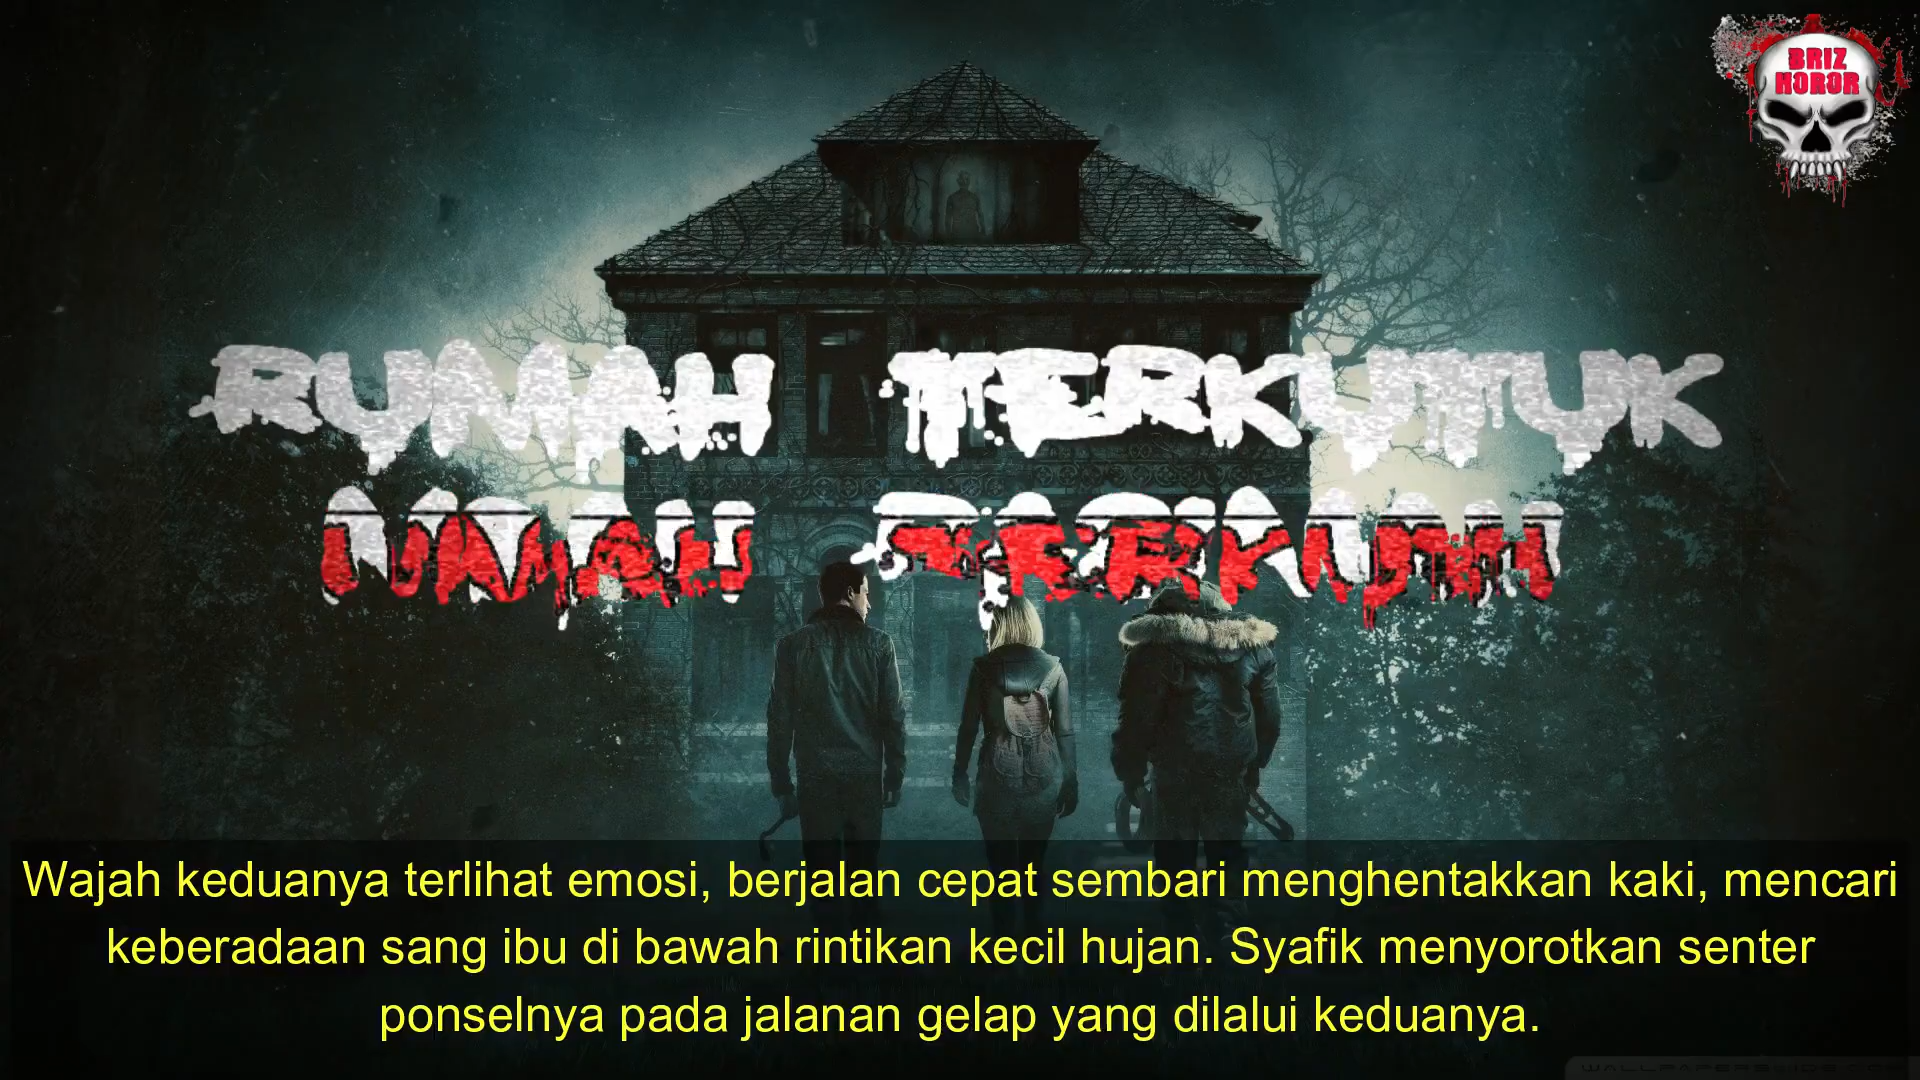 BRIZ
HOROR
RUMAH TERKUTUK
Wajah keduanya terlihat emosi, berjalan cepat sembari menghentakkan kaki, mencari
keberadaan sang ibu di bawah rintikan kecil hujan. Syafik menyorotkan senter
ponselnya pada jalanan gelap yang dilalui keduanya.